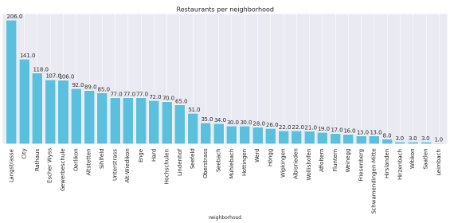 Restaurants per neighborhood
206.0
141.0
118.0
107.0 106.0
92.0 89.0 85.0
77.0 77.0 77.0 72.0 70.0 65.0
51.0
35.0 34.0 30.0 30.0 28.0 26.0 22.0 22.0 21.0 19.0 17.0 16.0 13.0 13.0 8.0 3.0 3.0 3.0 1.0
Langstrasse
City
Rathaus
Escher Wyss
Gewerbeschule
Oerlikon
Altstetten
Sihlfeld
Unterstrass
Alt-Wiedikon
Enge
Hard
Hochschulen
Lindenhof
Seefeld
Oberstrass
Seebach
Mühlebach
Hottingen
Werd
Höngg
Wipkingen
Albisrieden
Wollishofen
Affoltern
Fluntern
Weinegg
Friesenberg
Schwamendingen-Mitte
Hirslanden
Hirzenbach
Witikon
Saatlen
Leimbach
neighborhood